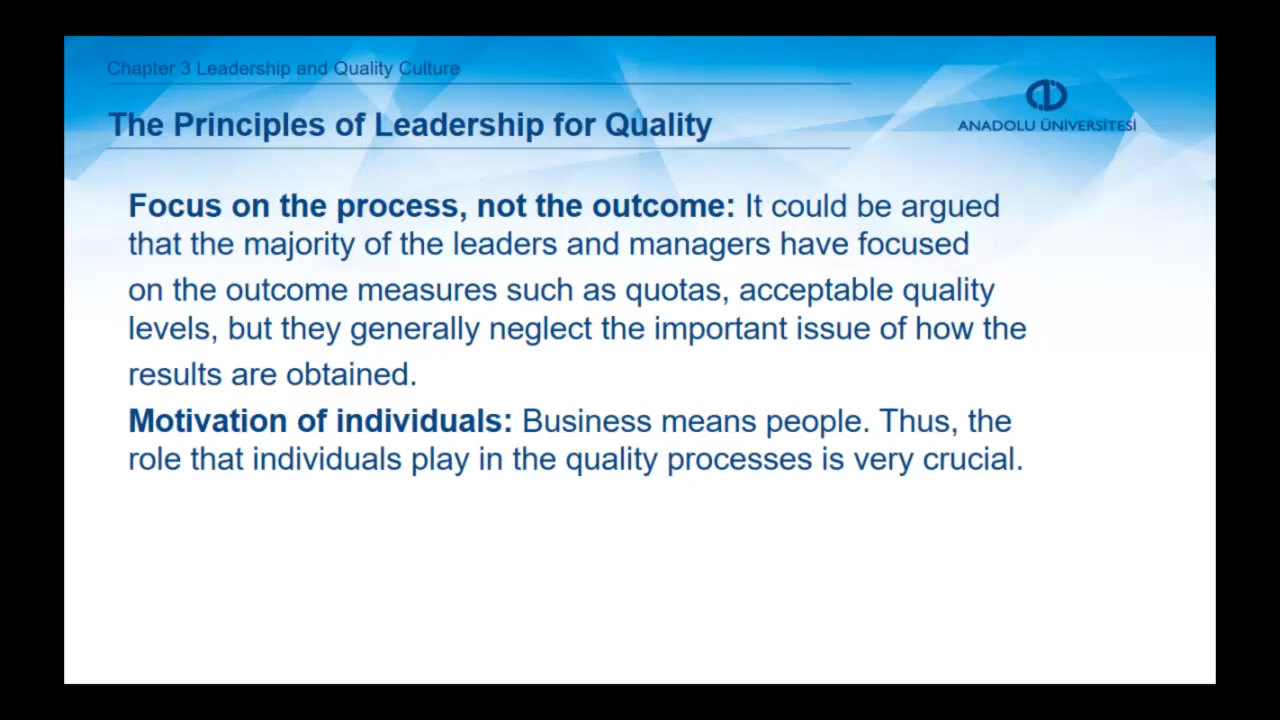 Chapter 3 Leadership and Quality Culture
The Principles of Leadership for Quality
ANADOLU ÜNİVERSİTESİ
Focus on the process, not the outcome: It could be argued
that the majority of the leaders and managers have focused
on the outcome measures such as quotas, acceptable quality
levels, but they generally neglect the important issue of how the
results are obtained.
Motivation of individuals: Business means people. Thus, the
role that individuals play in the quality processes is very crucial.